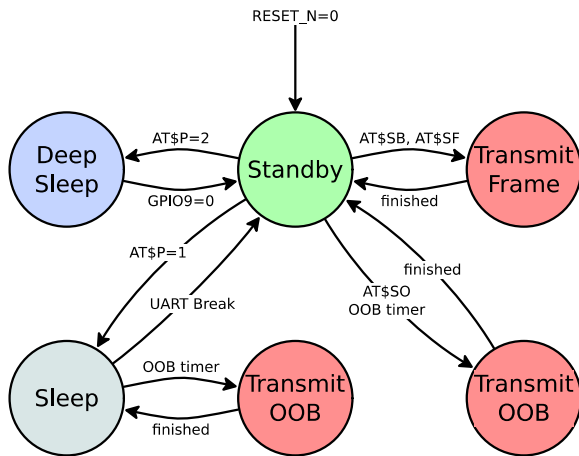 RESET_N=0
AT$P=2
AT$SB, AT$SF
Deep
Sleep
Standby
Transmit
Frame
GPIO9=0
finished
AT$P=1
finished
UART Break
AT$SO
OOB timer
Sleep
OOB timer
Transmit
OOB
Transmit
OOB
finished